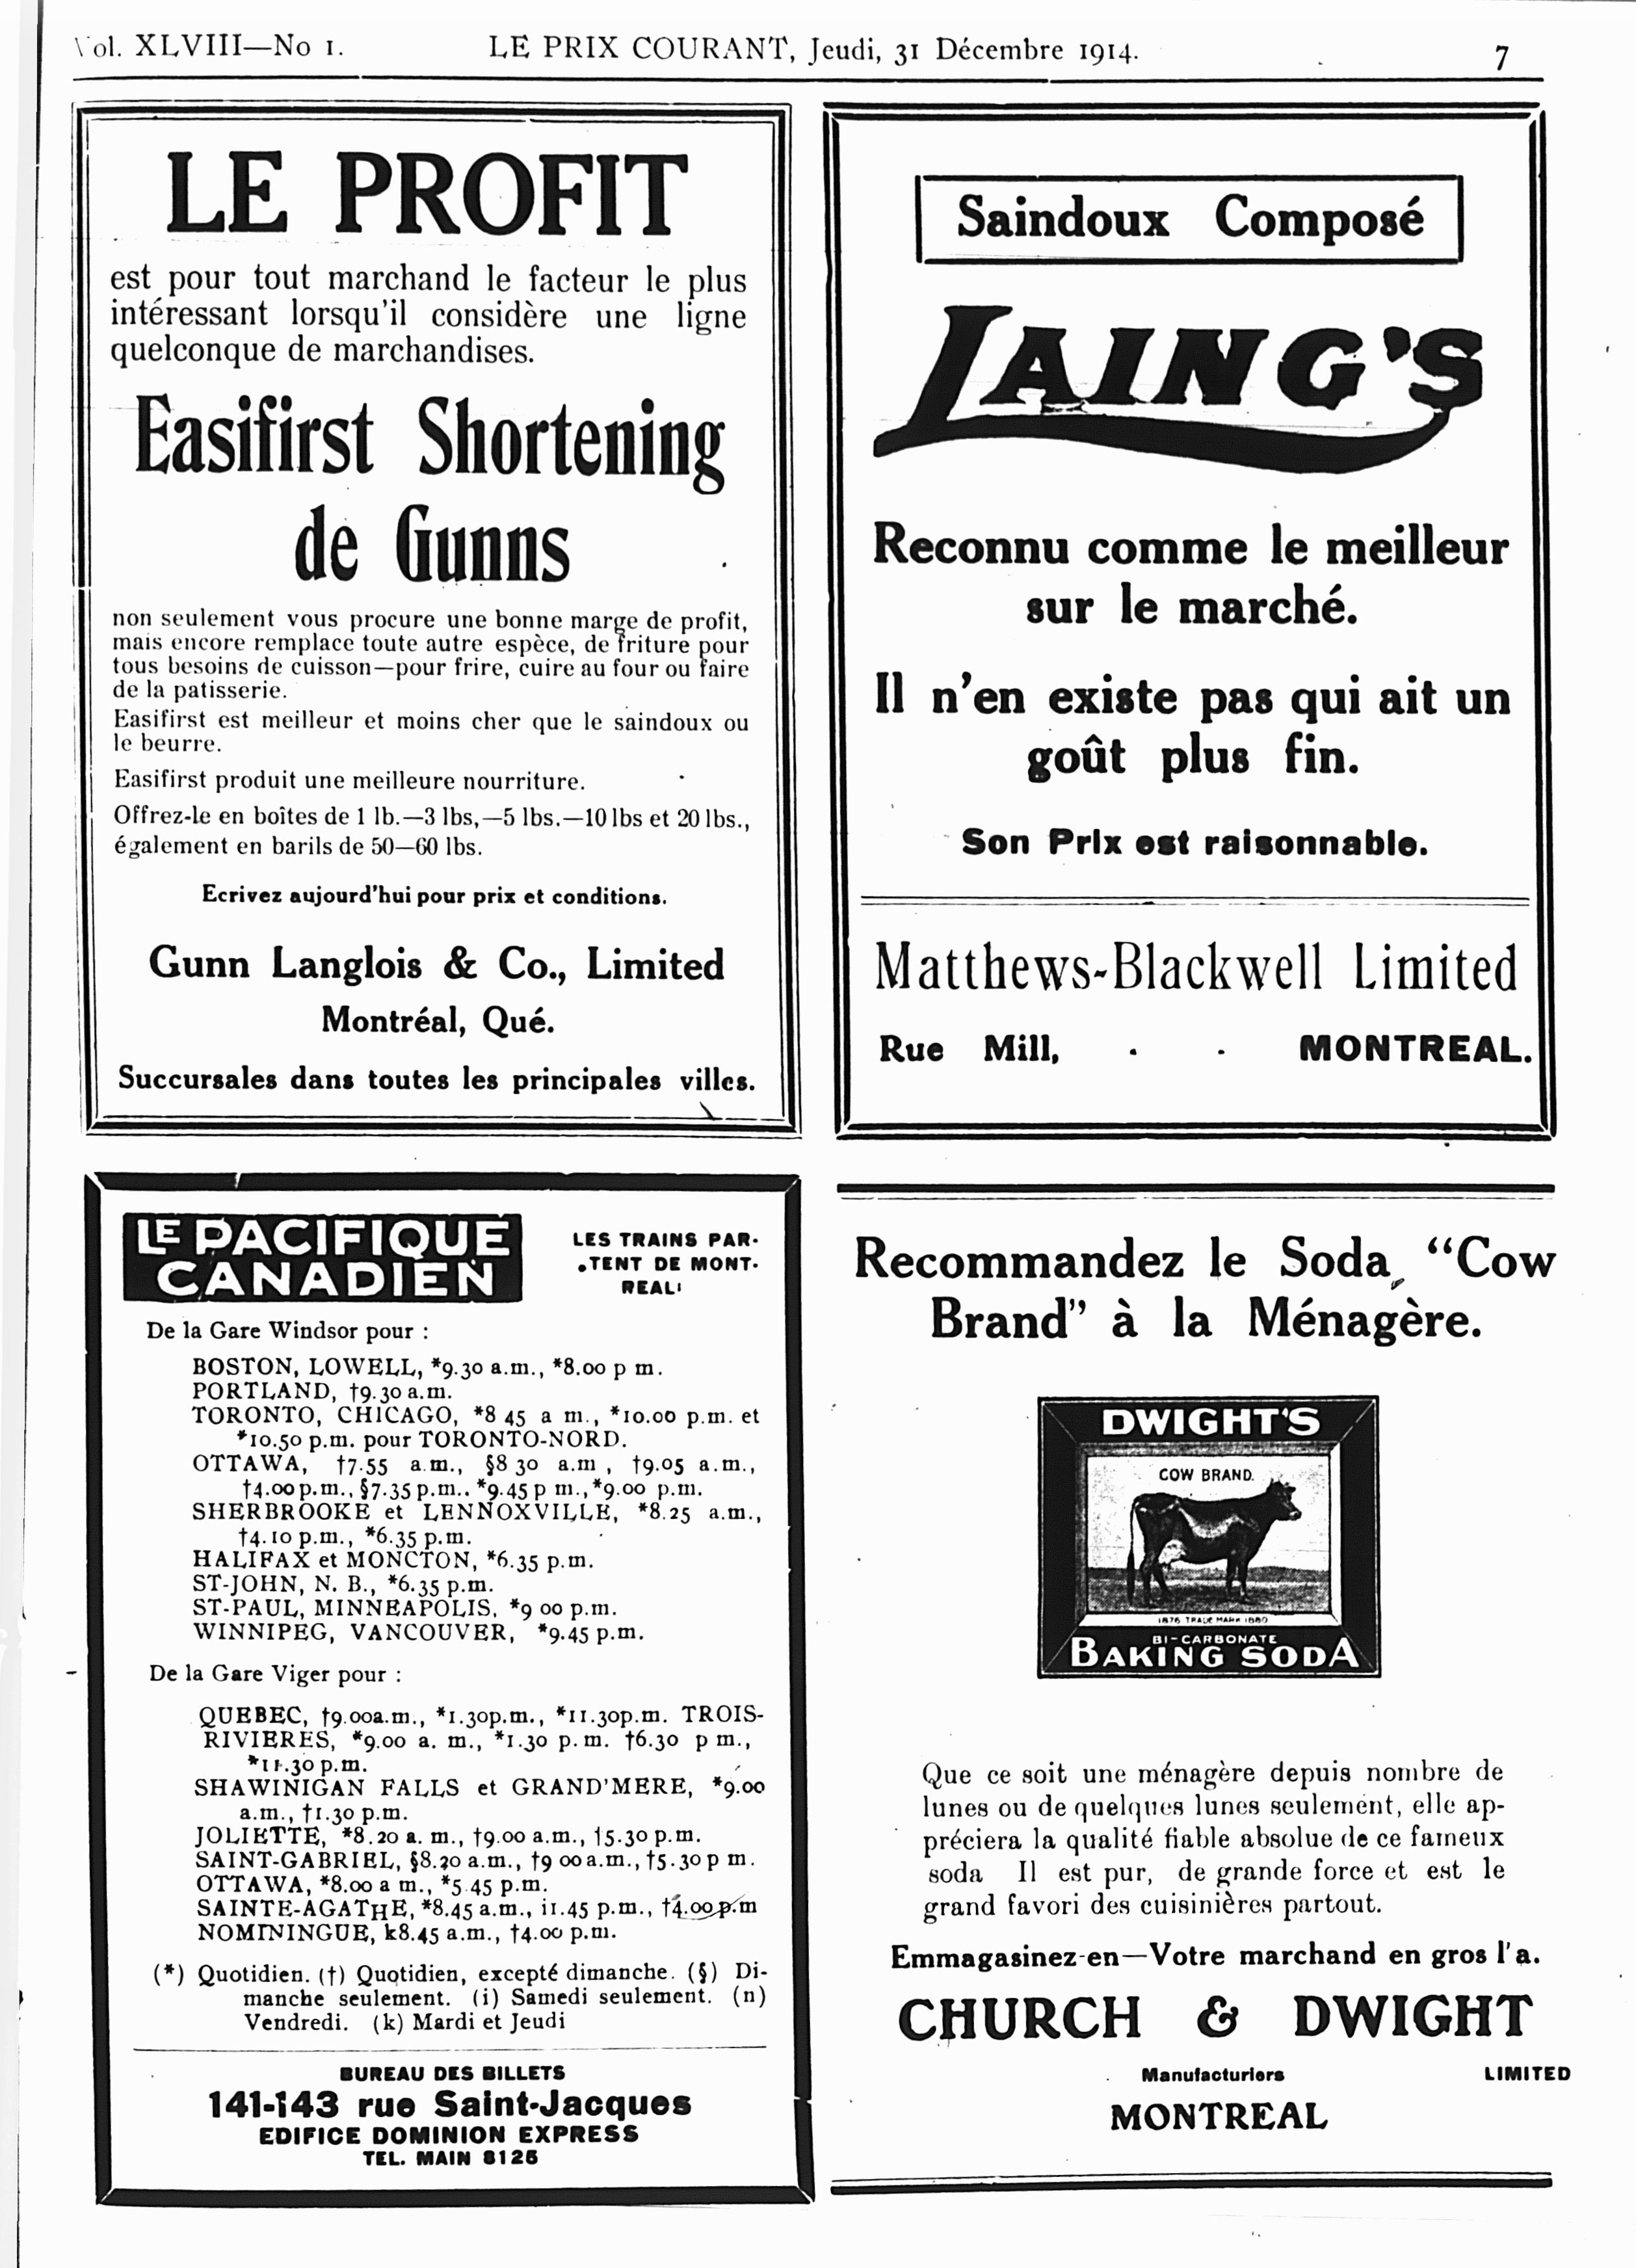 Vol. XLVIII—No 1.
LE PRIX COURANT, Jeudi, 31 Décembre 1914.
7
LE PROFIT
est pour tout marchand le facteur le plus
intéressant lorsqu'il considère une ligne
quelconque de marchandises.
Easifirst Shortening
de Gunns
non seulement vous procure une bonne marge de profit,
mais encore remplace toute autre espèce, de friture pour
tous besoins de cuisson—pour frire, cuire au four ou faire
de la patisserie.
Easifirst est meilleur et moins cher que le saindoux ou
le beurre.
Easifirst produit une meilleure nourriture.
Offrez-le en boîtes de 1 lb.—3 lbs,—5 lbs.—10 lbs et 20 lbs.,
également en barils de 50—60 lbs.
Ecrivez aujourd'hui pour prix et conditions.
Gunn Langlois & Co., Limited
Montréal, Qué.
Succursales dans toutes les principales villes.
Saindoux Composé
LAING'S
Reconnu comme le meilleur
sur le marché.
Il n'en existe pas qui ait un
goût plus fin.
Son Prix est raisonnable.
Matthews-Blackwell Limited
Rue Mill, - - MONTREAL.
LE PACIFIQUE
CANADIEN
LES TRAINS PAR-
TENT DE MONT-
REAL:
De la Gare Windsor pour :
BOSTON, LOWELL, *9.30 a.m., *8.00 p m.
PORTLAND, †9.30 a.m.
TORONTO, CHICAGO, *8 45 a m., *10.00 p.m. et
*10.50 p.m. pour TORONTO-NORD.
OTTAWA, †7.55 a.m., §8 30 a.m , †9.05 a.m.,
†4.00 p.m., §7.35 p.m.. *9.45 p m., *9.00 p.m.
SHERBROOKE et LENNOXVILLE, *8.25 a.m.,
†4.10 p.m., *6.35 p.m.
HALIFAX et MONCTON, *6.35 p.m.
ST-JOHN, N. B., *6.35 p.m.
ST-PAUL, MINNEAPOLIS, *9 00 p.m.
WINNIPEG, VANCOUVER, *9.45 p.m.
De la Gare Viger pour :
QUEBEC, †9.00a.m., *1.30p.m., *11.30p.m. TROIS-
RIVIERES, *9.00 a. m., *1.30 p. m. †6.30 p m.,
*11.30 p.m.
SHAWINIGAN FALLS et GRAND'MERE, *9.00
a.m., †1.30 p.m.
JOLIETTE, *8.20 a. m., †9.00 a.m., †5.30 p.m.
SAINT-GABRIEL, §8.20 a.m., †9 00 a.m., †5.30 p m.
OTTAWA, *8.00 a m., *5.45 p.m.
SAINTE-AGATHE, *8.45 a.m., i1.45 p.m., †4.00 p.m
NOMININGUE, k8.45 a.m., †4.00 p.m.
(*) Quotidien. (†) Quotidien, excepté dimanche. (§) Di-
manche seulement. (i) Samedi seulement. (n)
Vendredi. (k) Mardi et Jeudi
BUREAU DES BILLETS
141-143 rue Saint-Jacques
EDIFICE DOMINION EXPRESS
TEL. MAIN 8125
Recommandez le Soda "Cow
Brand" à la Ménagère.
DWIGHT'S
COW BRAND.
1876 TRADE MARK 1880
BI-CARBONATE
BAKING SODA
Que ce soit une ménagère depuis nombre de
lunes ou de quelques lunes seulement, elle ap-
préciera la qualité fiable absolue de ce fameux
soda Il est pur, de grande force et est le
grand favori des cuisinières partout.
Emmagasinez-en—Votre marchand en gros l'a.
CHURCH & DWIGHT
Manufacturiers LIMITED
MONTREAL